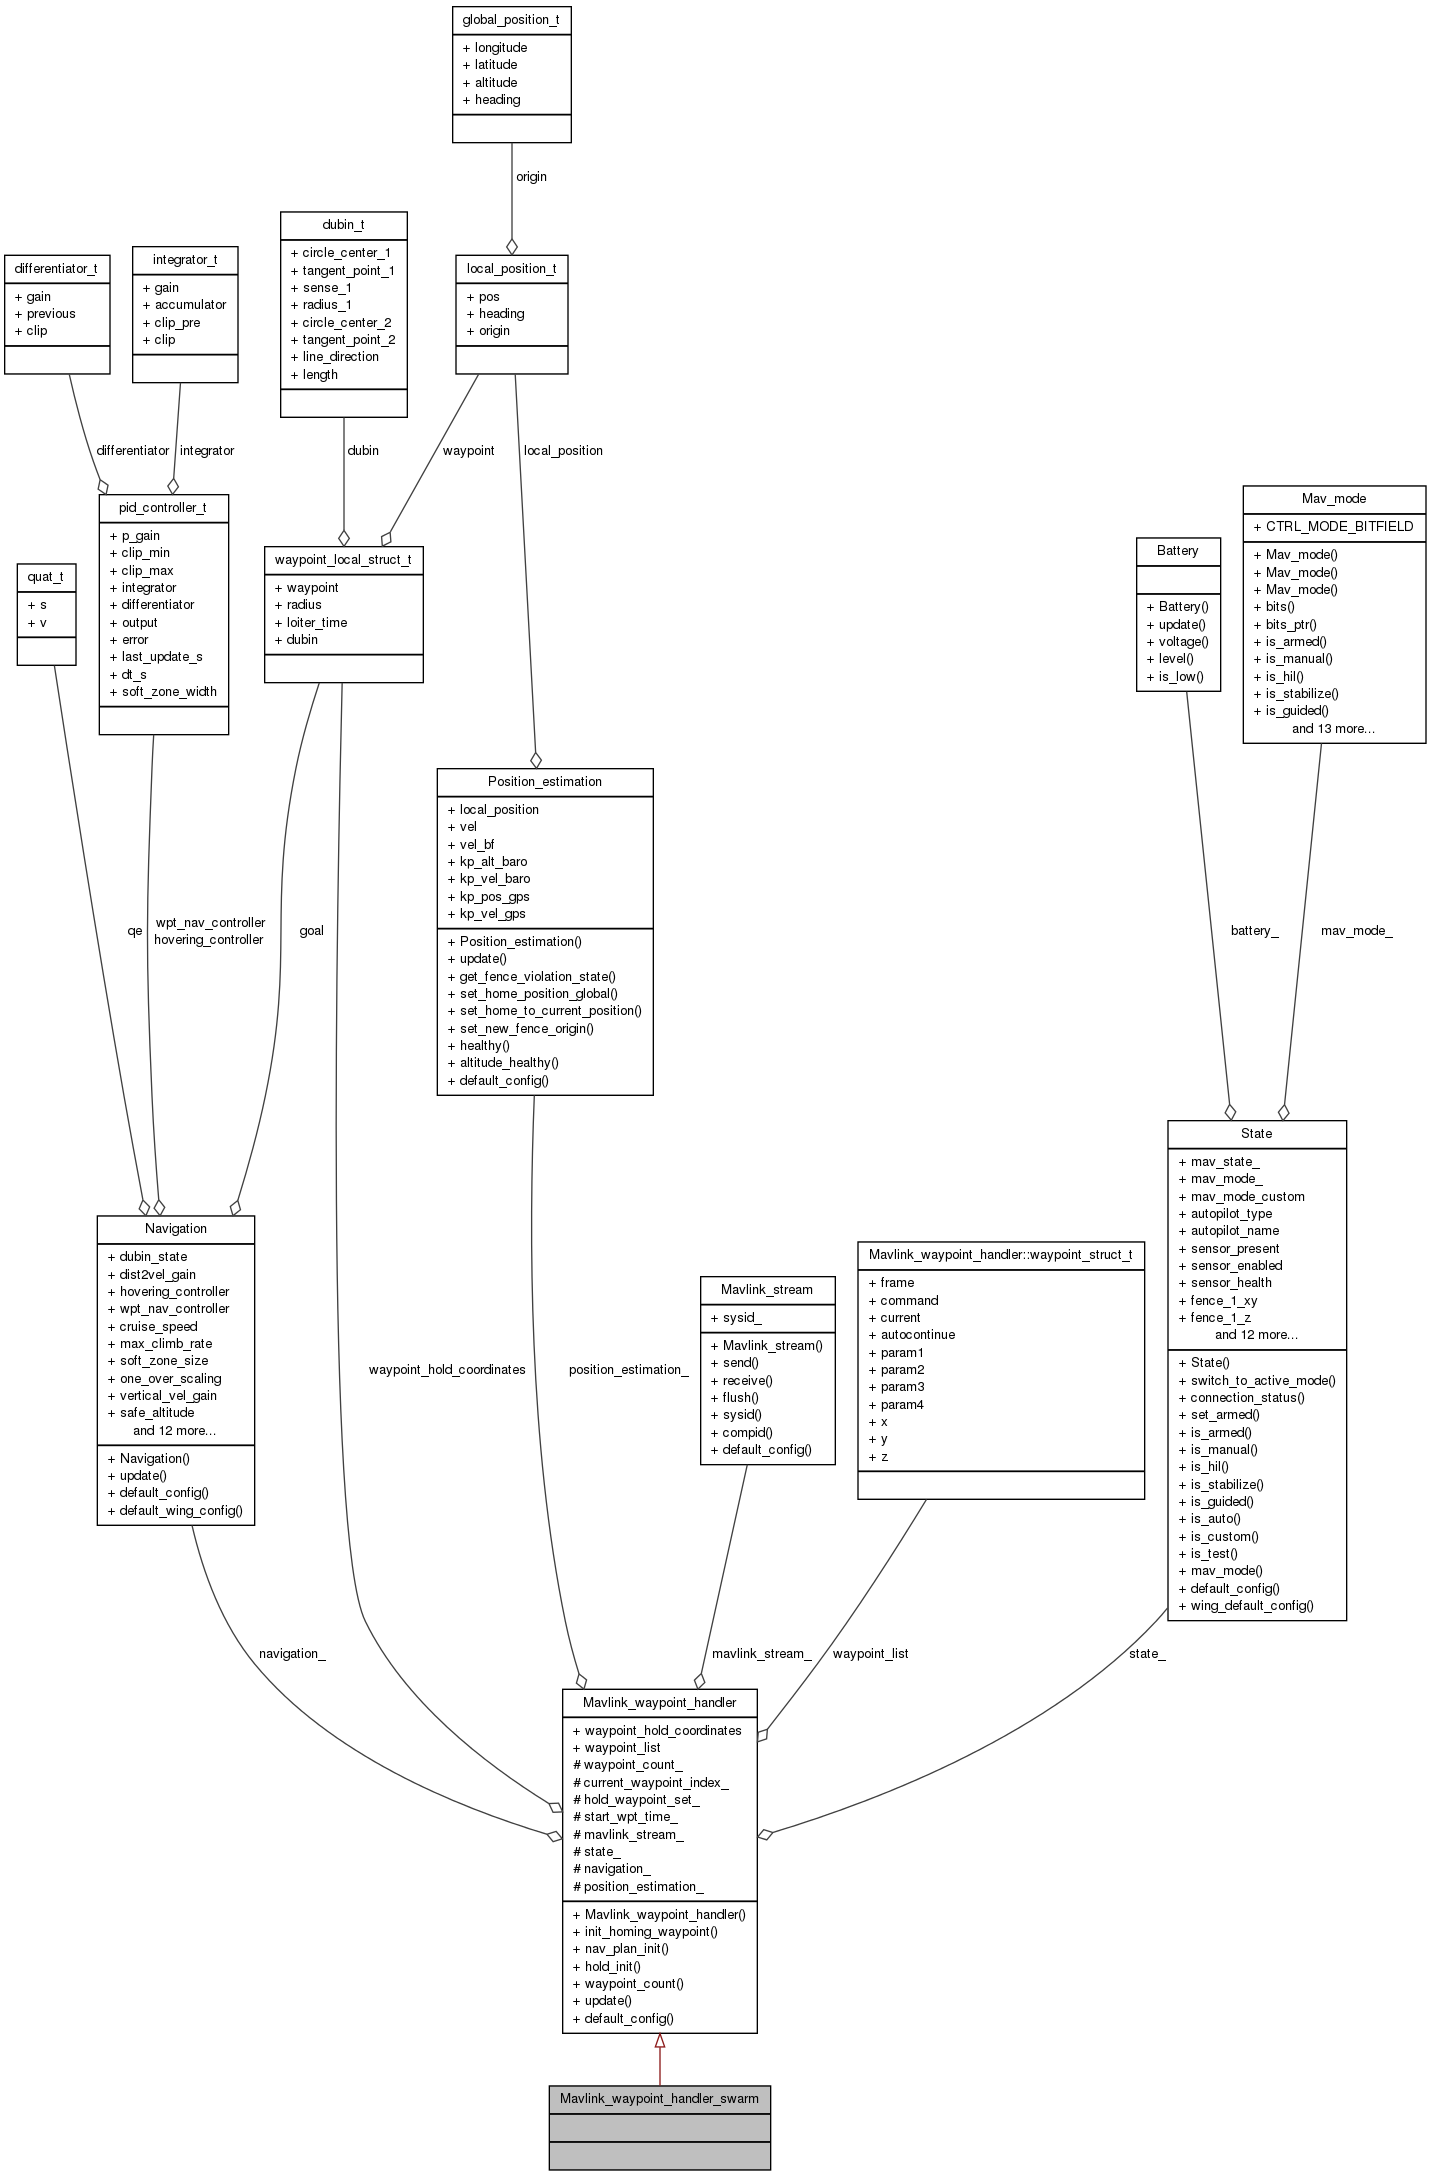 global_position_t
+ longitude
+ latitude
+ altitude
+ heading
origin
dubin_t
+ circle_center_1
+ tangent_point_1
+ sense_1
+ radius_1
+ circle_center_2
+ tangent_point_2
+ line_direction
+ length
differentiator_t
+ gain
+ previous
+ clip
integrator_t
+ gain
+ accumulator
+ clip_pre
+ clip
local_position_t
+ pos
+ heading
+ origin
differentiator
integrator
dubin
waypoint
local_position
pid_controller_t
+ p_gain
+ clip_min
+ clip_max
+ integrator
+ differentiator
+ output
+ error
+ last_update_s
+ dt_s
+ soft_zone_width
quat_t
+ s
+ v
waypoint_local_struct_t
+ waypoint
+ radius
+ loiter_time
+ dubin
Battery
+ Battery()
+ update()
+ voltage()
+ level()
+ is_low()
Mav_mode
+ CTRL_MODE_BITFIELD
+ Mav_mode()
+ Mav_mode()
+ Mav_mode()
+ bits()
+ bits_ptr()
+ is_armed()
+ is_manual()
+ is_hil()
+ is_stabilize()
+ is_guided()
and 13 more...
Position_estimation
+ local_position
+ vel
+ vel_bf
+ kp_alt_baro
+ kp_vel_baro
+ kp_pos_gps
+ kp_vel_gps
+ Position_estimation()
+ update()
+ get_fence_violation_state()
+ set_home_position_global()
+ set_home_to_current_position()
+ set_new_fence_origin()
+ healthy()
+ altitude_healthy()
+ default_config()
qe
wpt_nav_controller
hovering_controller
goal
battery_
mav_mode_
Navigation
+ dubin_state
+ dist2vel_gain
+ hovering_controller
+ wpt_nav_controller
+ cruise_speed
+ max_climb_rate
+ soft_zone_size
+ one_over_scaling
+ vertical_vel_gain
+ safe_altitude
and 12 more...
+ Navigation()
+ update()
+ default_config()
+ default_wing_config()
waypoint_hold_coordinates
position_estimation_
Mavlink_stream
+ sysid_
+ Mavlink_stream()
+ send()
+ receive()
+ flush()
+ sysid()
+ compid()
+ default_config()
Mavlink_waypoint_handler::waypoint_struct_t
+ frame
+ command
+ current
+ autocontinue
+ param1
+ param2
+ param3
+ param4
+ x
+ y
+ z
State
+ mav_state_
+ mav_mode_
+ mav_mode_custom
+ autopilot_type
+ autopilot_name
+ sensor_present
+ sensor_enabled
+ sensor_health
+ fence_1_xy
+ fence_1_z
and 12 more...
+ State()
+ switch_to_active_mode()
+ connection_status()
+ set_armed()
+ is_armed()
+ is_manual()
+ is_hil()
+ is_stabilize()
+ is_guided()
+ is_auto()
+ is_custom()
+ is_test()
+ mav_mode()
+ default_config()
+ wing_default_config()
navigation_
mavlink_stream_
waypoint_list
state_
Mavlink_waypoint_handler
+ waypoint_hold_coordinates
+ waypoint_list
# waypoint_count_
# current_waypoint_index_
# hold_waypoint_set_
# start_wpt_time_
# mavlink_stream_
# state_
# navigation_
# position_estimation_
+ Mavlink_waypoint_handler()
+ init_homing_waypoint()
+ nav_plan_init()
+ hold_init()
+ waypoint_count()
+ update()
+ default_config()
Mavlink_waypoint_handler_swarm